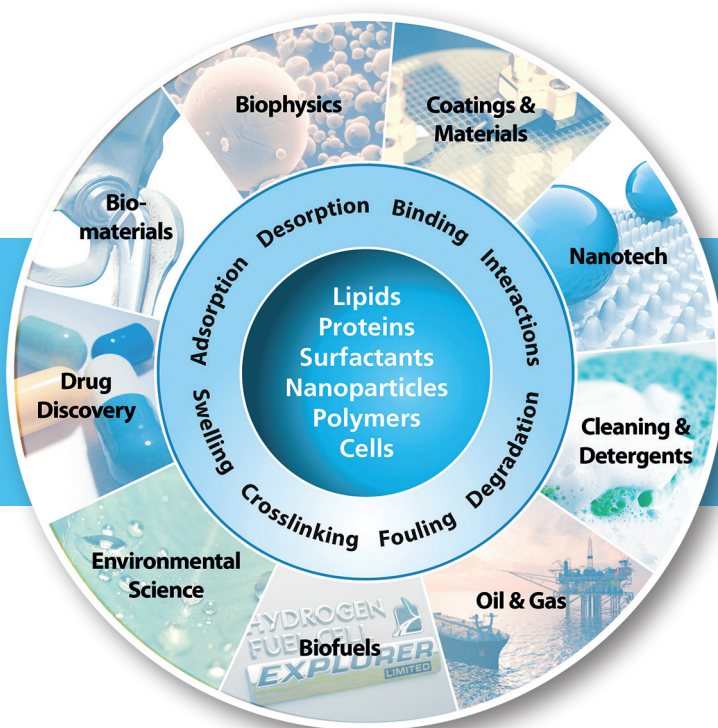 Biophysics
Coatings &
Materials
Nanotech
Cleaning &
Detergents
Oil & Gas
Biofuels
HYDROGEN
FUEL CELL
EXPLORER
LIMITED
Environmental
Science
Drug
Discovery
Bio-
materials
Adsorption
Desorption
Binding
Interactions
Degradation
Fouling
Crosslinking
Swelling
Lipids
Proteins
Surfactants
Nanoparticles
Polymers
Cells